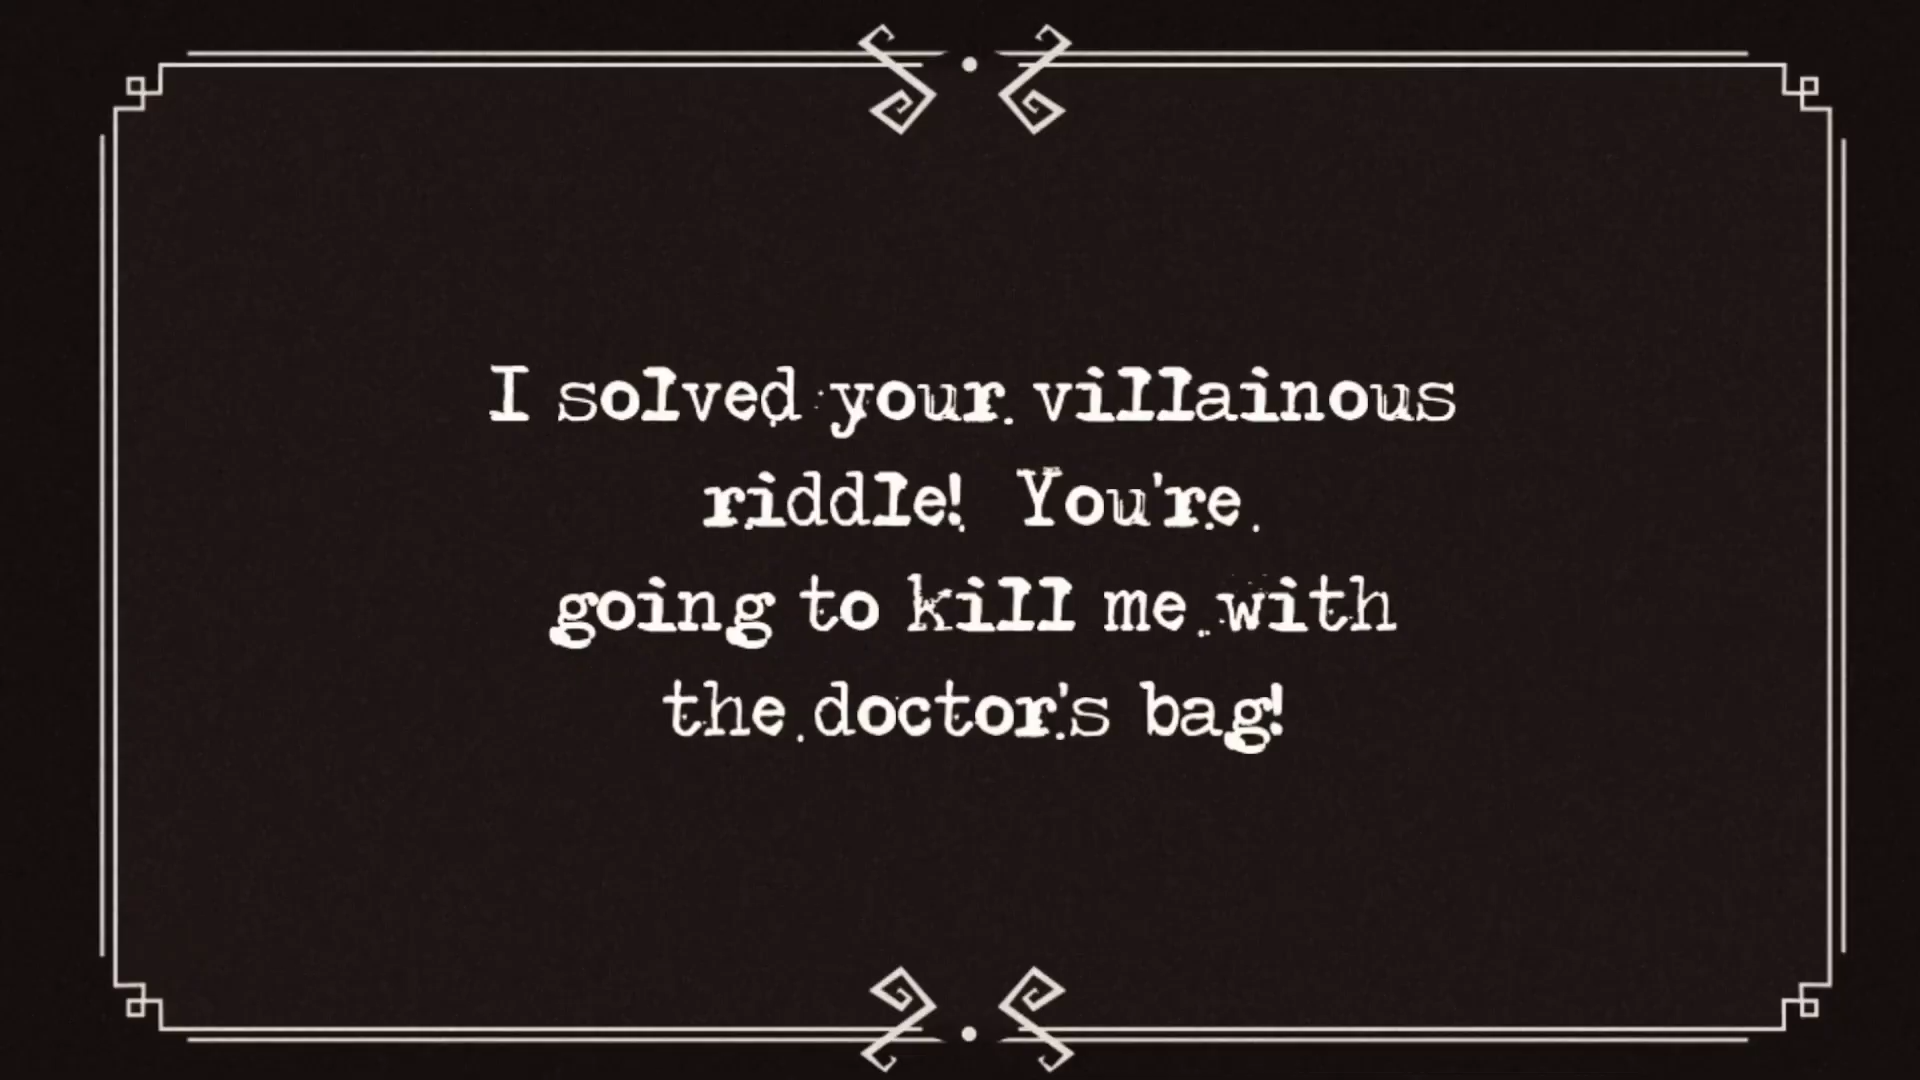 I solved your villainous
riddle!  You're
going to kill me with
the doctor's bag!